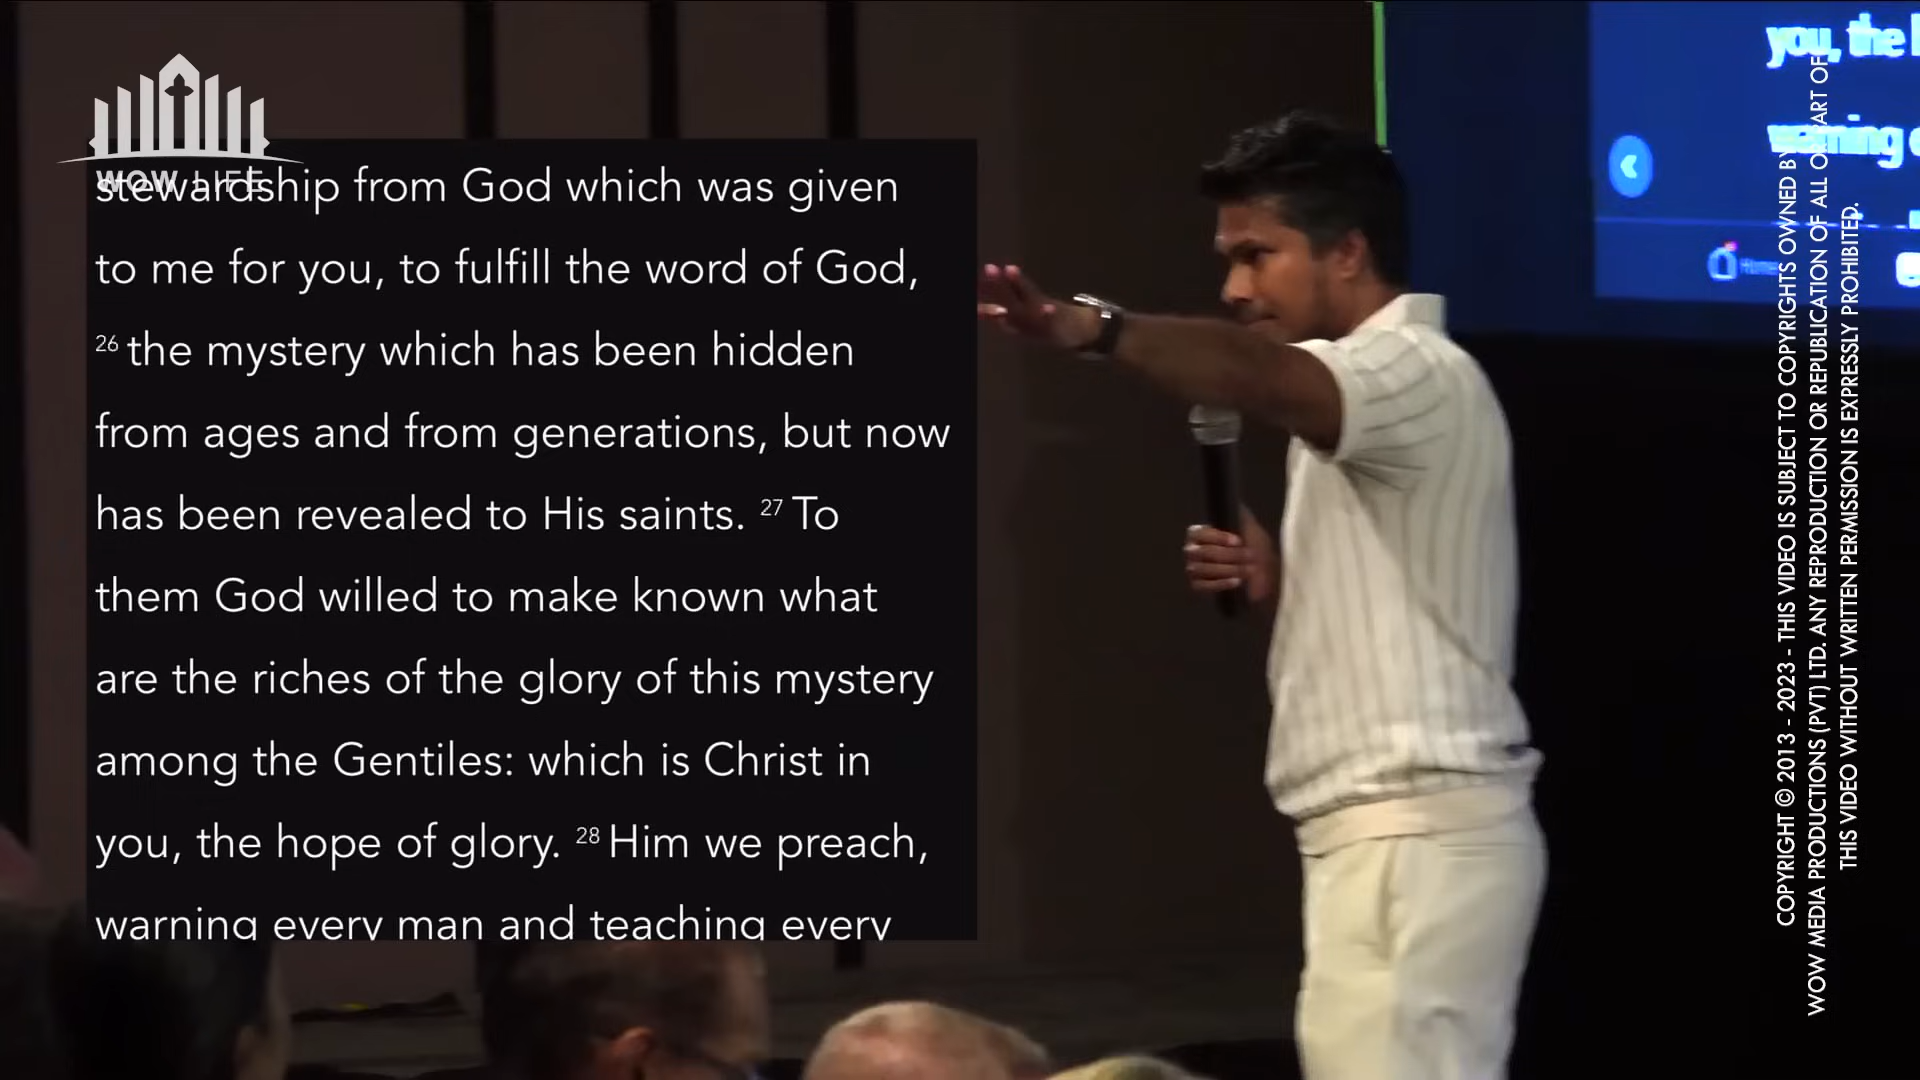 WOW LIFE
stewardship from God which was given
to me for you, to fulfill the word of God,
26 the mystery which has been hidden
from ages and from generations, but now
has been revealed to His saints. 27 To
them God willed to make known what
are the riches of the glory of this mystery
among the Gentiles: which is Christ in
you, the hope of glory. 28 Him we preach,
warning every man and teaching every
you, the
warning
Home
COPYRIGHT © 2013 - 2023 - THIS VIDEO IS SUBJECT TO COPYRIGHTS OWNED BY
WOW MEDIA PRODUCTIONS (PVT) LTD. ANY REPRODUCTION OR REPUBLICATION OF ALL OR PART OF
THIS VIDEO WITHOUT WRITTEN PERMISSION IS EXPRESSLY PROHIBITED.